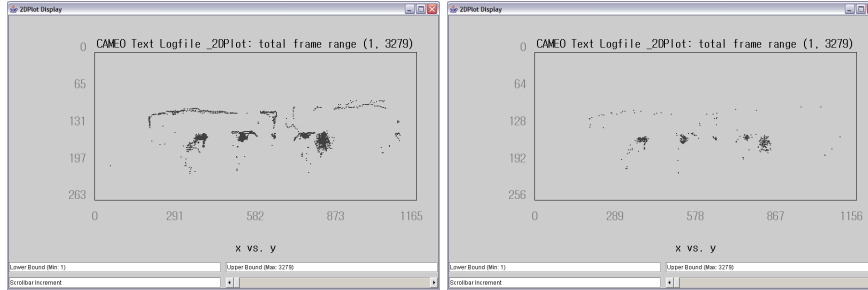 2DPlot Display
CAMEO Text Logfile _2DPlot: total frame range (1, 3279)
0
65
131
197
263
0 291 582 873 1165
x vs. y
Lower Bound (Min: 1) Upper Bound (Max: 3279)
Scrollbar Increment
2DPlot Display
CAMEO Text Logfile _2DPlot: total frame range (1, 3279)
0
64
128
192
256
0 289 578 867 1156
x vs. y
Lower Bound (Min: 1) Upper Bound (Max: 3279)
Scrollbar Increment